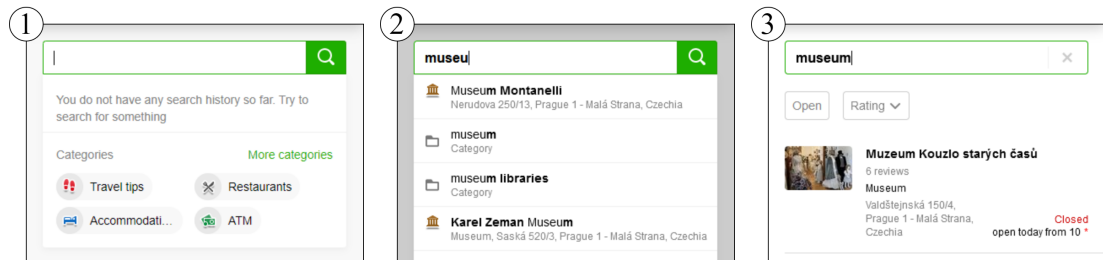 1
You do not have any search history so far. Try to
search for something
Categories
More categories
Travel tips
Restaurants
Accommodati...
ATM
2
museu
Museum Montanelli
Nerudova 250/13, Prague 1 - Malá Strana, Czechia
museum
Category
museum libraries
Category
Karel Zeman Museum
Museum, Saská 520/3, Prague 1 - Malá Strana, Czechia
3
museum
Open
Rating
Muzeum Kouzlo starých časů
6 reviews
Museum
Valdštejnská 150/4,
Prague 1 - Malá Strana,
Czechia
Closed
open today from 10 *